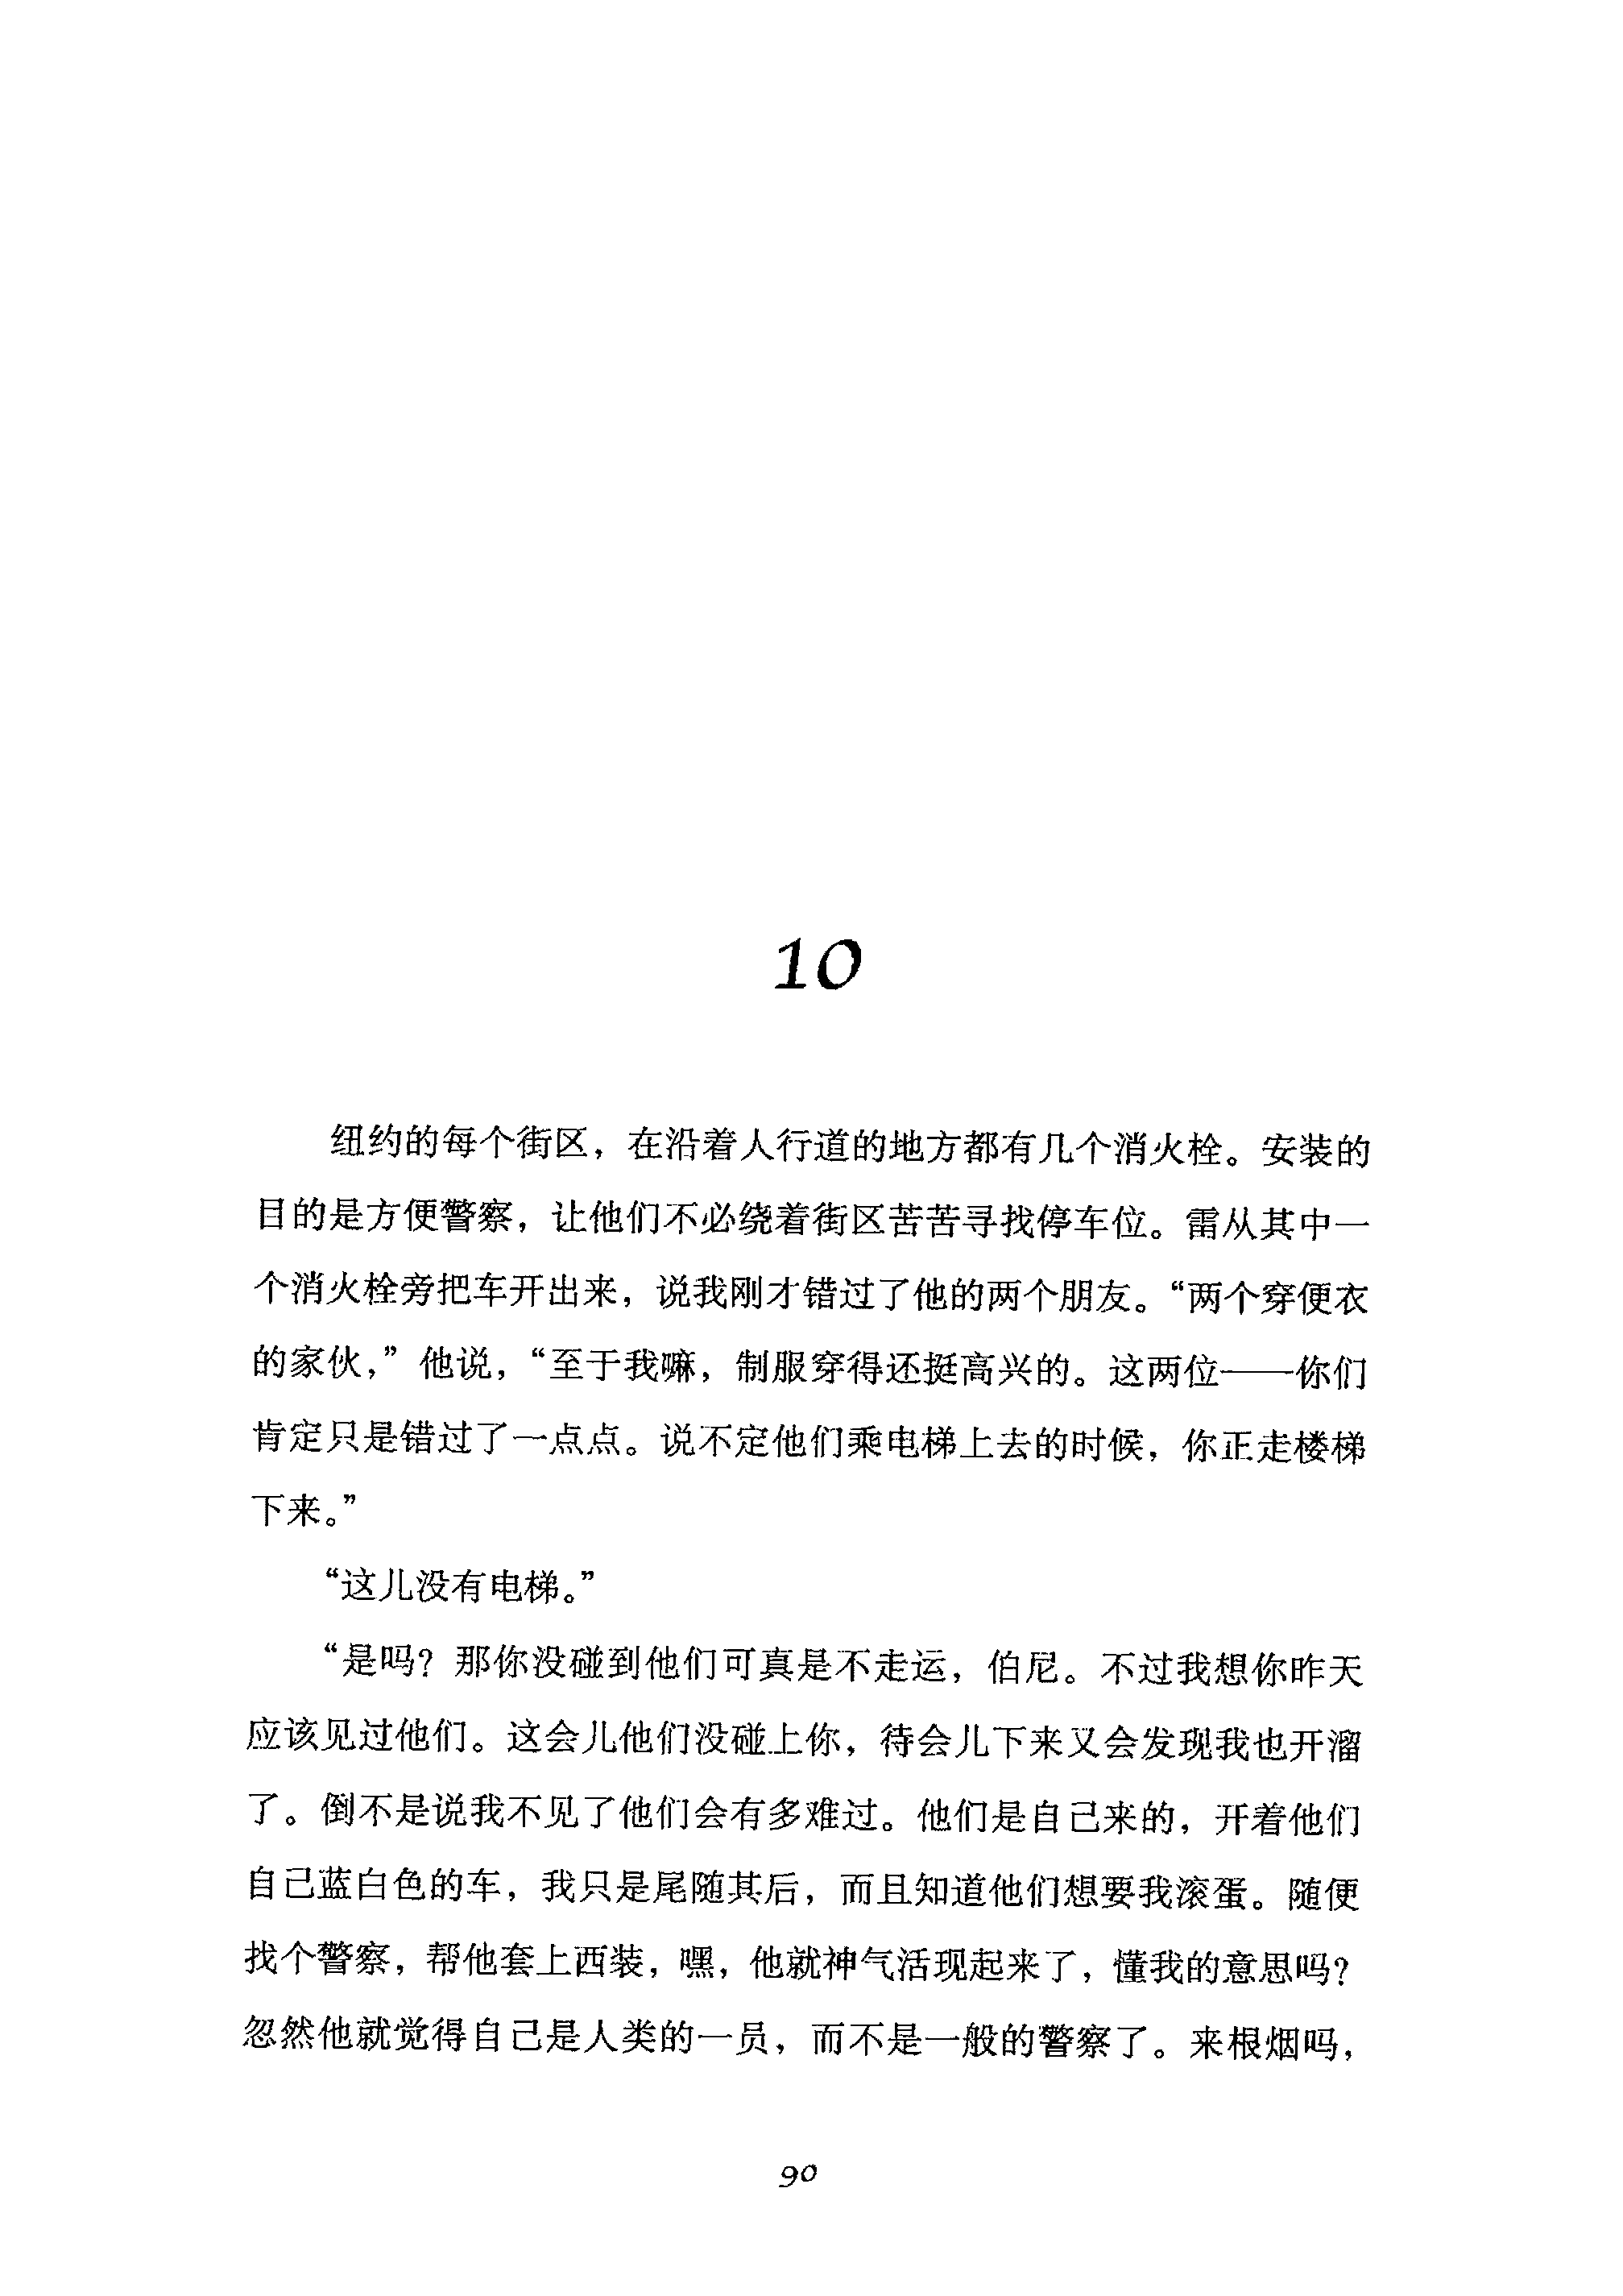 10
纽约的每个街区，在沿着人行道的地方都有几个消火栓。安装的
目的是方便警察，让他们不必绕着街区苦苦寻找停车位。雷从其中一
个消火栓旁把车开出来，说我刚才错过了他的两个朋友。“两个穿便衣
的家伙，”他说，“至于我嘛，制服穿得还挺高兴的。这两位——你们
肯定只是错过了一点点。说不定他们乘电梯上去的时候，你正走楼梯
下来。”
“这儿没有电梯。”
“是吗？那你没碰到他们可真是不走运，伯尼。不过我想你昨天
应该见过他们。这会儿他们没碰上你，待会儿下来又会发现我也开溜
了。倒不是说我不见了他们会有多难过。他们是自己来的，开着他们
自己蓝白色的车，我只是尾随其后，而且知道他们想要我滚蛋。随便
找个警察，帮他套上西装，嘿，他就神气活现起来了，懂我的意思吗？
忽然他就觉得自己是人类的一员，而不是一般的警察了。来根烟吗，
90